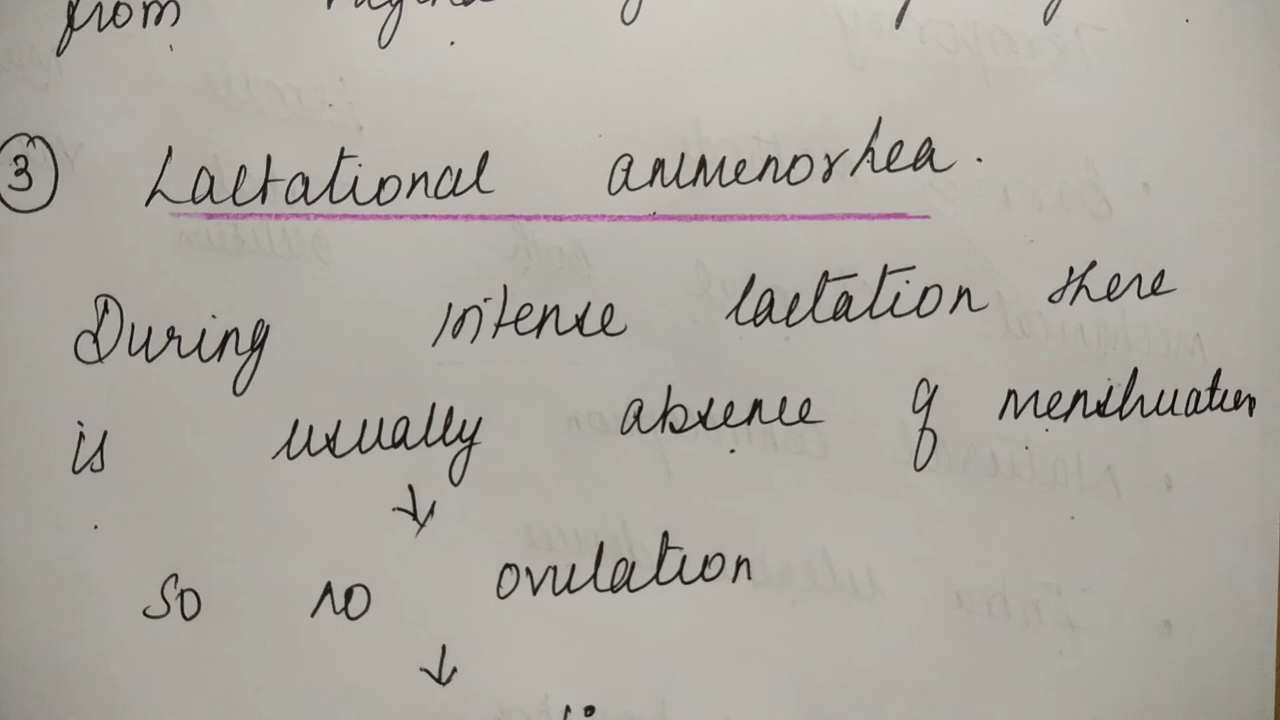 from
③ Lactational ammenorhea.
During intense lactation there
is usually absence of menstruation
↓
So no ovulation
↓